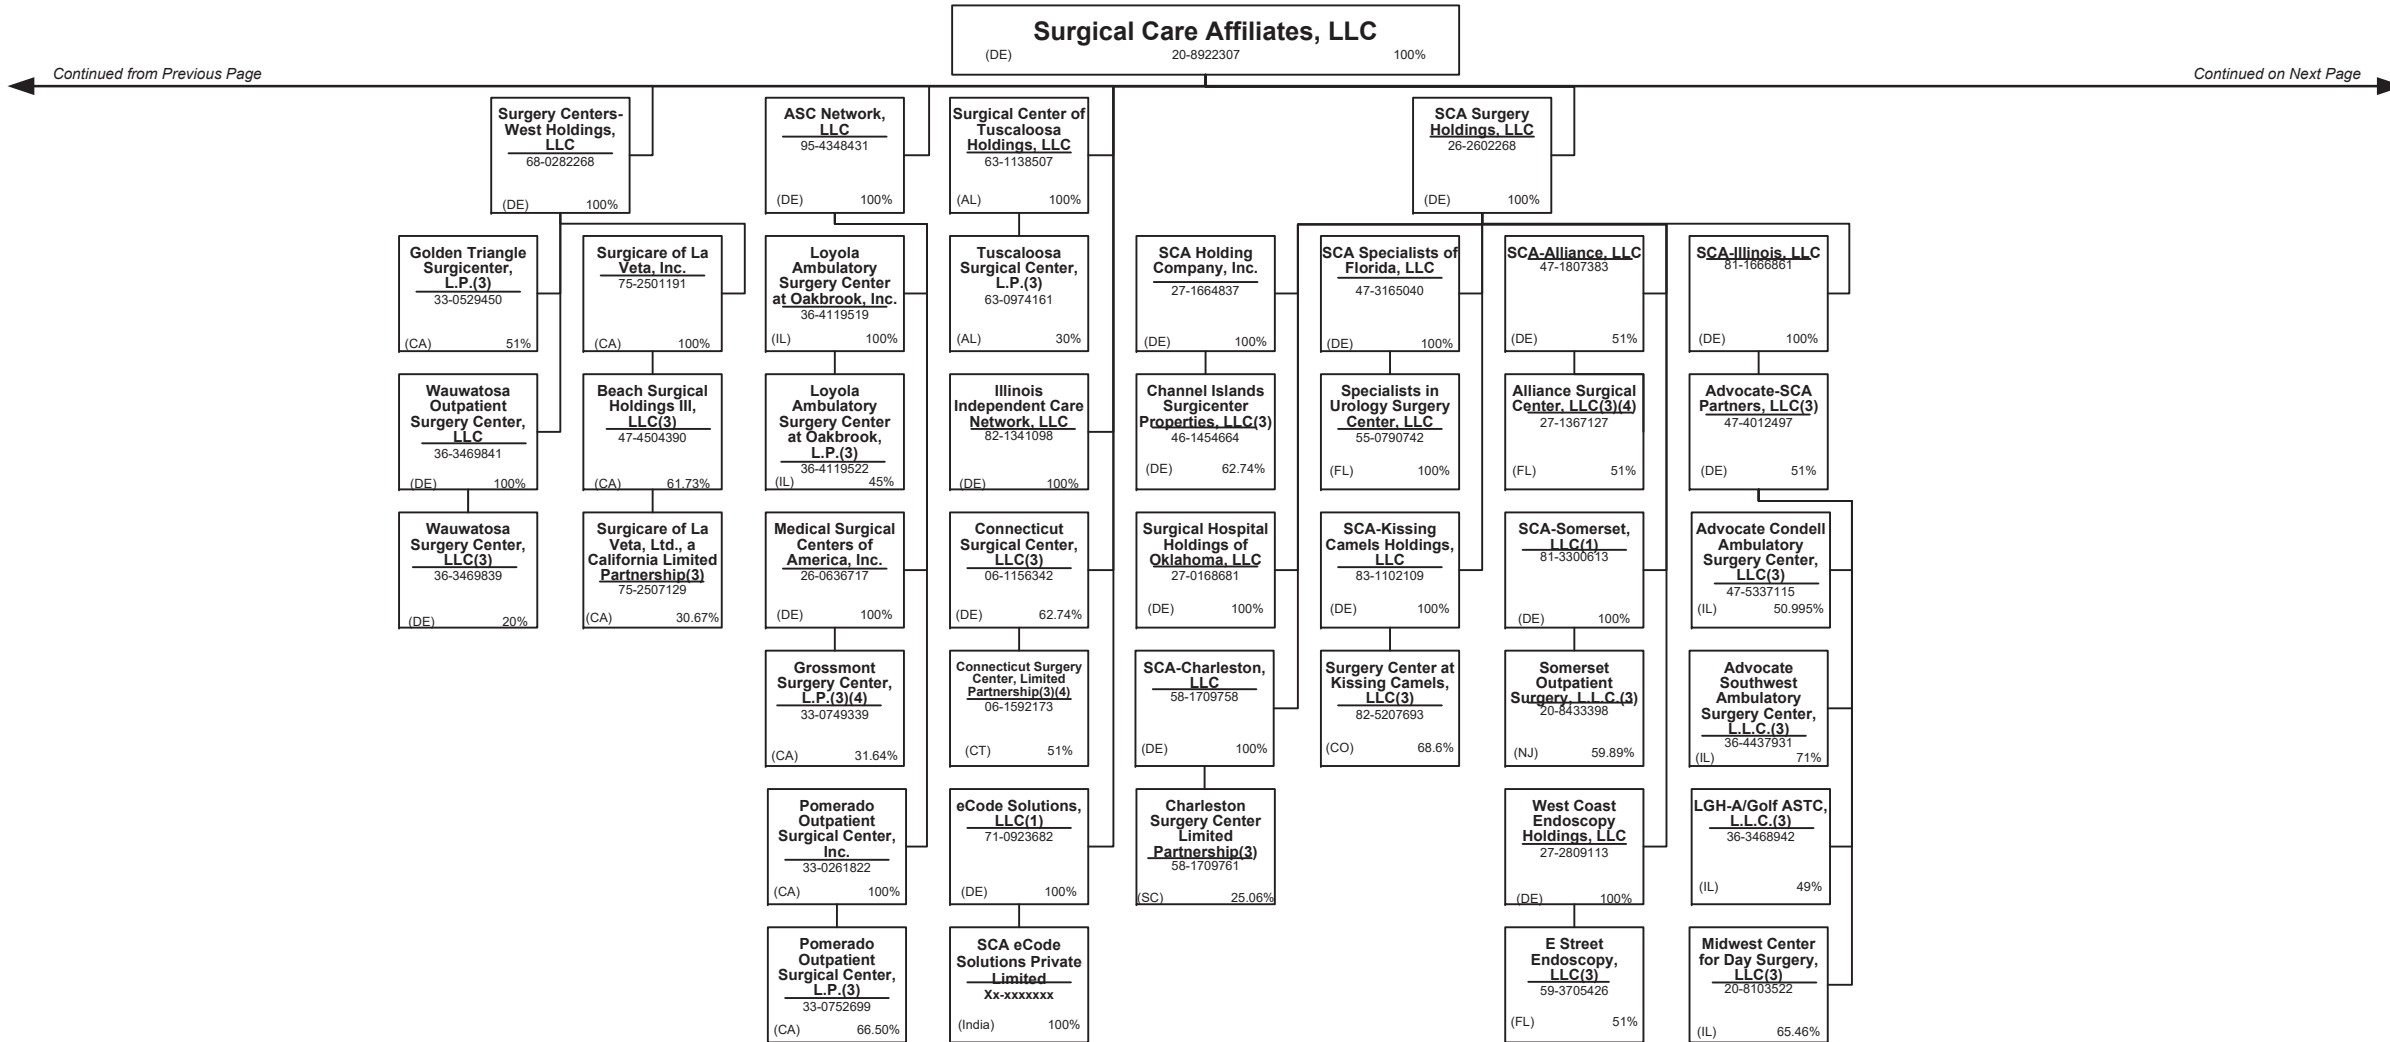 Surgical Care Affiliates, LLC
(DE) 20-8922307 100%
Continued from Previous Page
Continued on Next Page
Surgery Centers-
West Holdings,
LLC
68-0282268
(DE) 100%
ASC Network,
LLC
95-4348431
(DE) 100%
Surgical Center of
Tuscaloosa
Holdings, LLC
63-1138507
(AL) 100%
SCA Surgery
Holdings, LLC
26-2602268
(DE) 100%
Golden Triangle
Surgicenter,
L.P.(3)
33-0529450
(CA) 51%
Surgicare of La
Veta, Inc.
75-2501191
(CA) 100%
Loyola
Ambulatory
Surgery Center
at Oakbrook, Inc.
36-4119519
(IL) 100%
Tuscaloosa
Surgical Center,
L.P.(3)
63-0974161
(AL) 30%
SCA Holding
Company, Inc.
27-1664837
(DE) 100%
SCA Specialists of
Florida, LLC
47-3165040
(DE) 100%
SCA-Alliance, LLC
47-1807383
(DE) 51%
SCA-Illinois, LLC
81-1666861
(DE) 100%
Wauwatosa
Outpatient
Surgery Center,
LLC
36-3469841
(DE) 100%
Beach Surgical
Holdings III,
LLC(3)
47-4504390
(CA) 61.73%
Loyola
Ambulatory
Surgery Center
at Oakbrook,
L.P.(3)
36-4119522
(IL) 45%
Illinois
Independent Care
Network, LLC
82-1341098
(DE) 100%
Channel Islands
Surgicenter
Properties, LLC(3)
46-1454664
(DE) 62.74%
Specialists in
Urology Surgery
Center, LLC
55-0790742
(FL) 100%
Alliance Surgical
Center, LLC(3)(4)
27-1367127
(FL) 51%
Advocate-SCA
Partners, LLC(3)
47-4012497
(DE) 51%
Wauwatosa
Surgery Center,
LLC(3)
36-3469839
(DE) 20%
Surgicare of La
Veta, Ltd., a
California Limited
Partnership(3)
75-2507129
(CA) 30.67%
Medical Surgical
Centers of
America, Inc.
26-0636717
(DE) 100%
Connecticut
Surgical Center,
LLC(3)
06-1156342
(DE) 62.74%
Surgical Hospital
Holdings of
Oklahoma, LLC
27-0168681
(DE) 100%
SCA-Kissing
Camels Holdings,
LLC
83-1102109
(DE) 100%
SCA-Somerset,
LLC(1)
81-3300613
(DE) 100%
Advocate Condell
Ambulatory
Surgery Center,
LLC(3)
47-5337115
(IL) 50.995%
Grossmont
Surgery Center,
L.P.(3)(4)
33-0749339
(CA) 31.64%
Connecticut Surgery
Center, Limited
Partnership(3)(4)
06-1592173
(CT) 51%
SCA-Charleston,
LLC
58-1709758
(DE) 100%
Surgery Center at
Kissing Camels,
LLC(3)
82-5207693
(CO) 68.6%
Somerset
Outpatient
Surgery, L.L.C.(3)
20-8433398
(NJ) 59.89%
Advocate
Southwest
Ambulatory
Surgery Center,
L.L.C.(3)
36-4437931
(IL) 71%
Pomerado
Outpatient
Surgical Center,
Inc.
33-0261822
(CA) 100%
eCode Solutions,
LLC(1)
71-0923682
(DE) 100%
Charleston
Surgery Center
Limited
Partnership(3)
58-1709761
(SC) 25.06%
West Coast
Endoscopy
Holdings, LLC
27-2809113
(DE) 100%
LGH-A/Golf ASTC,
L.L.C.(3)
36-3468942
(IL) 49%
Pomerado
Outpatient
Surgical Center,
L.P.(3)
33-0752699
(CA) 66.50%
SCA eCode
Solutions Private
Limited
Xx-xxxxxxx
(India) 100%
E Street
Endoscopy,
LLC(3)
59-3705426
(FL) 51%
Midwest Center
for Day Surgery,
LLC(3)
20-8103522
(IL) 65.46%